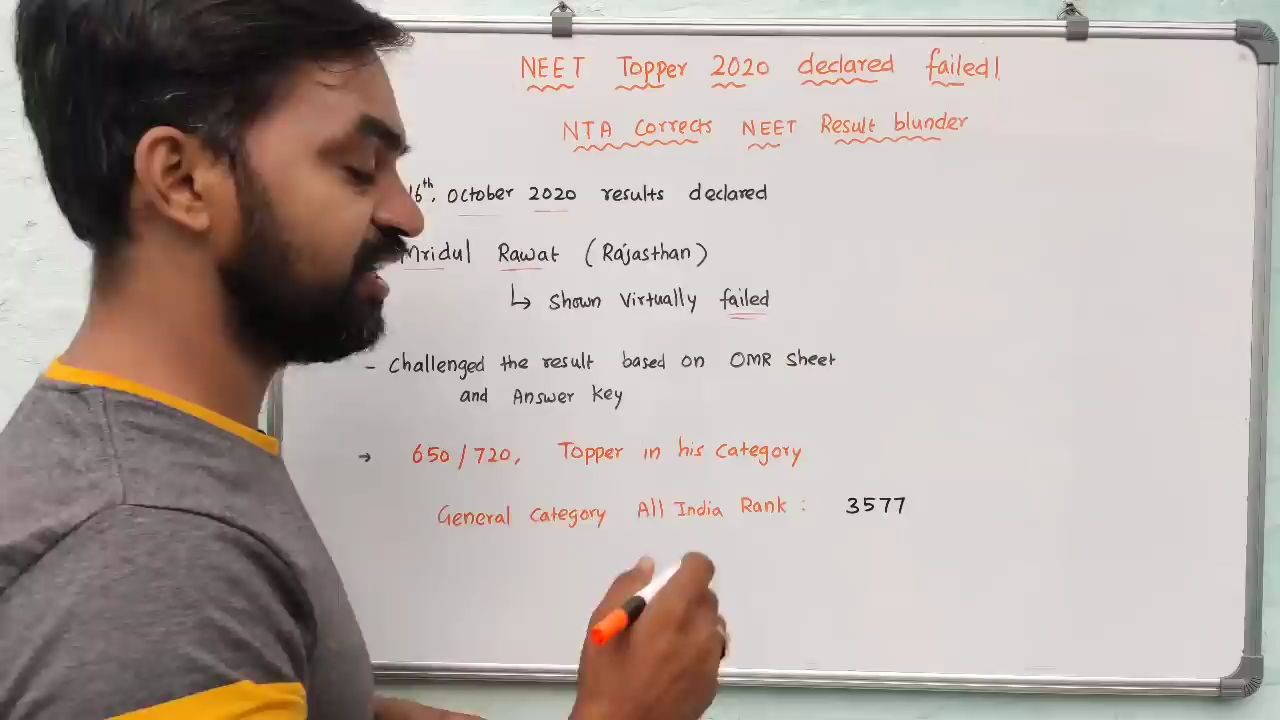 NEET Topper 2020 declared failed!
NTA Corrects NEET Result blunder
16th, October 2020 results declared
Mridul Rawat (Rajasthan)
↳ Shown Virtually failed
- Challenged the result based on OMR Sheet
and Answer key
→ 650/720, Topper in his category
General Category All India Rank : 3577